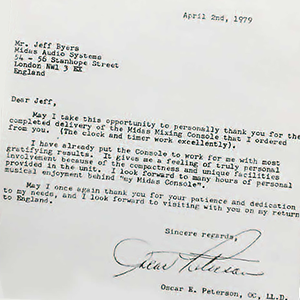 April 2nd, 1979
Mr. Jeff Byers
Midas Audio Systems
54 - 56 Stanhope Street
London NW1 3 EX
England
Dear Jeff,
May I take this opportunity to personally thank you for the
completed delivery of the Midas Mixing Console that I ordered
from you. (The clock and timer work excellently).
I have already put the Console to work for me with most
gratifying results. It gives me a feeling of truly personal
involvement because of the compactness and unique facilities
provided in the unit. I look forward to many hours of personal
musical enjoyment behind "my Midas Console".
May I once again thank you for your patience and dedication
to my needs, and I look forward to visiting with you on my return
to England.
Sincere regards,
Oscar Peterson
Oscar E. Peterson, OC, LL.D.